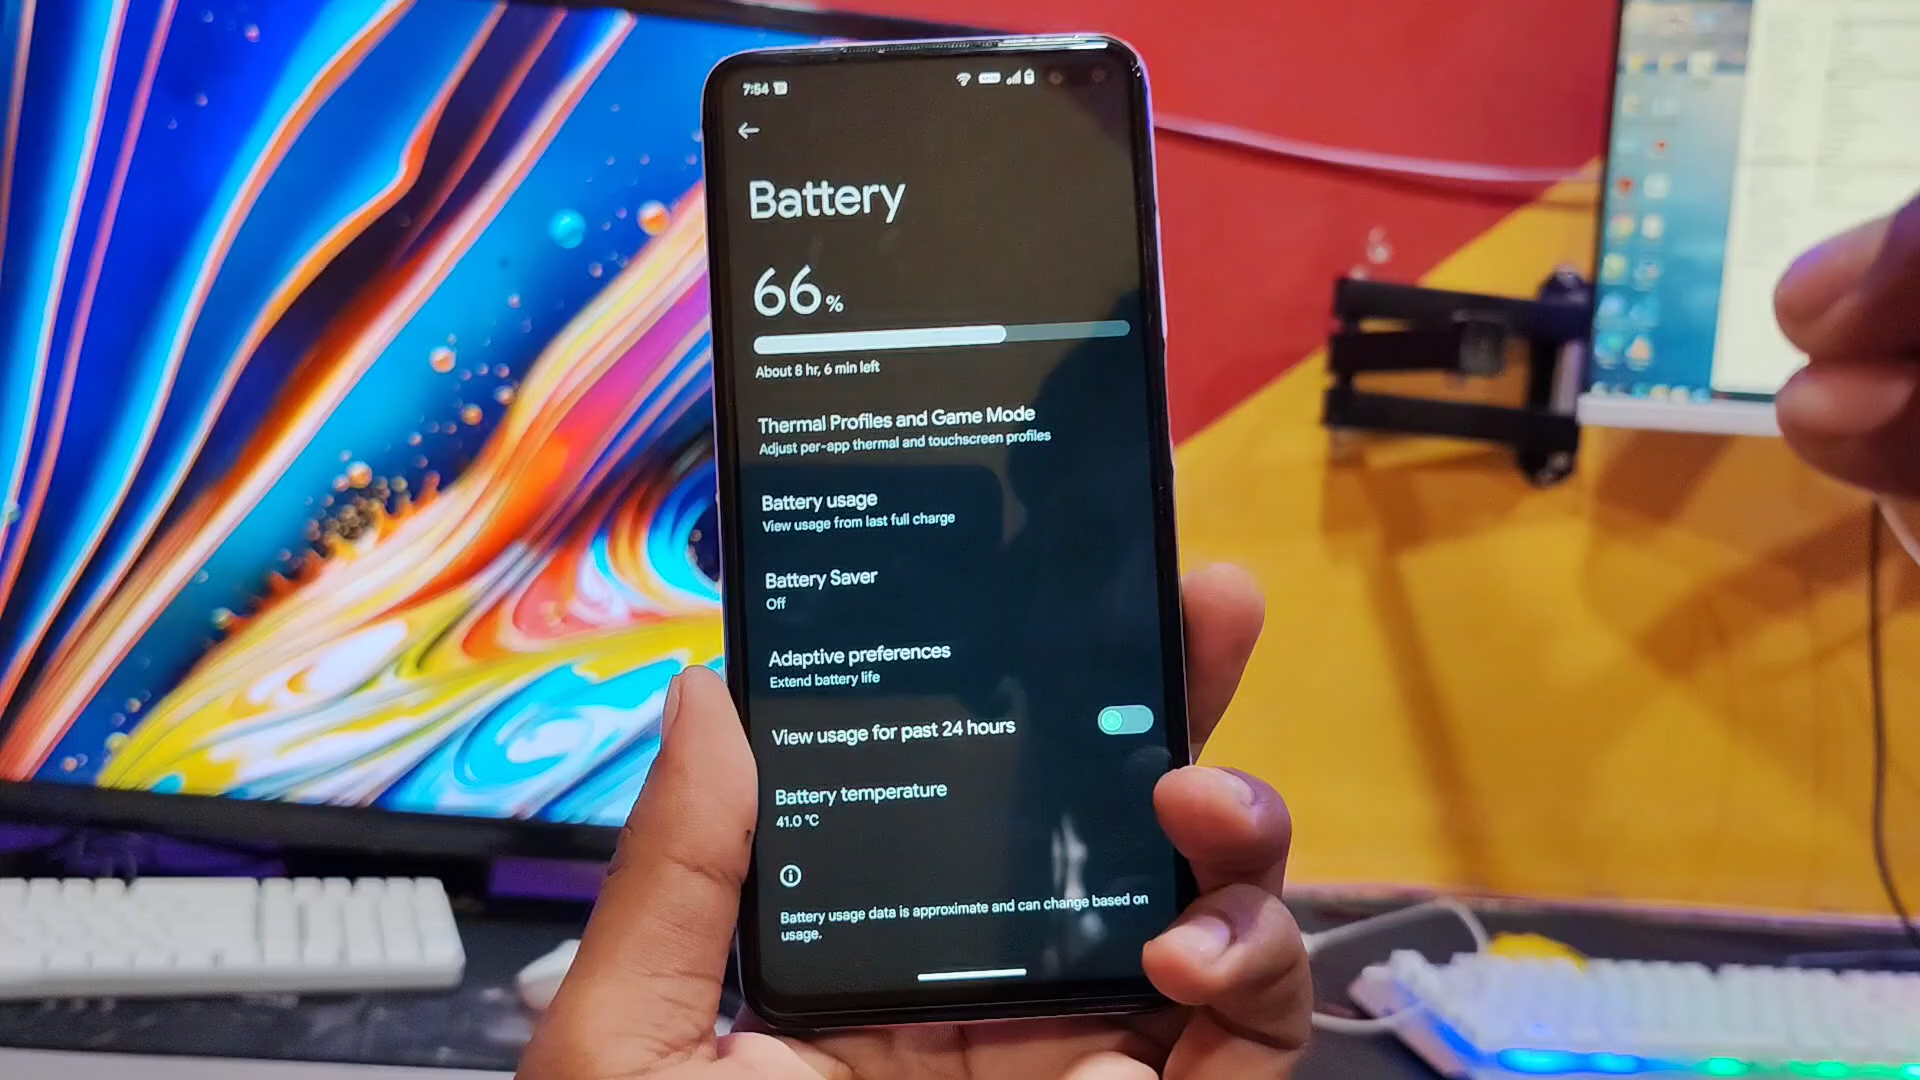 7:54
Battery
66%
About 8 hr, 6 min left
Thermal Profiles and Game Mode
Adjust per-app thermal and touchscreen profiles
Battery usage
View usage from last full charge
Battery Saver
Off
Adaptive preferences
Extend battery life
View usage for past 24 hours
Battery temperature
41.0 °C
Battery usage data is approximate and can change based on
usage.